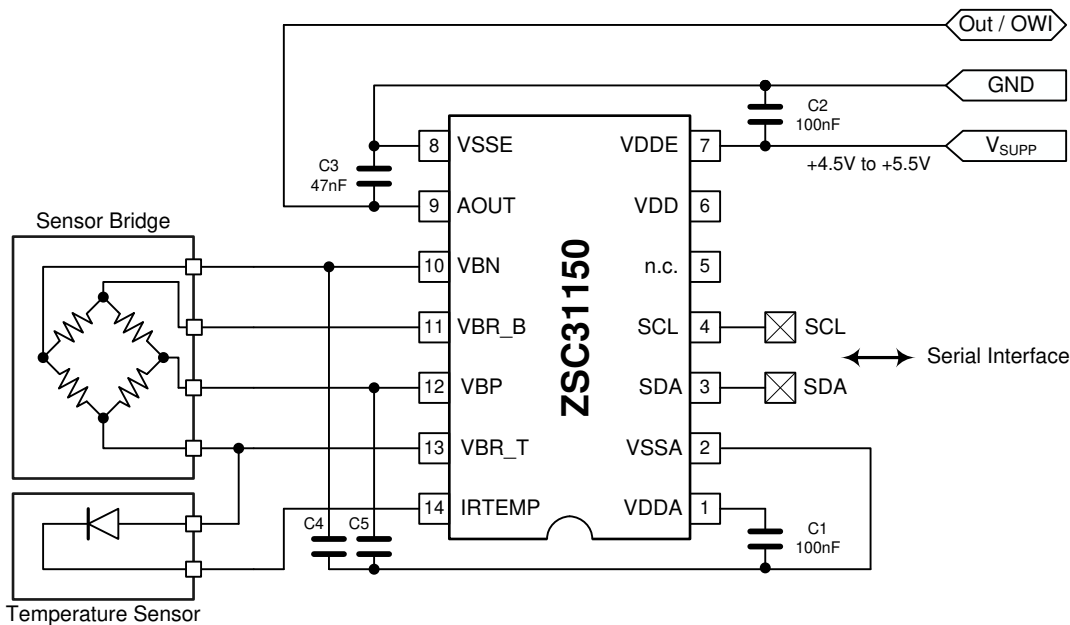 Out / OWI
GND
C2
100nF
V_SUPP
+4.5V to +5.5V
C3
47nF
8 VSSE VDDE 7
9 AOUT VDD 6
Sensor Bridge
10 VBN n.c. 5
11 VBR_B SCL 4 SCL
Serial Interface
12 VBP SDA 3 SDA
13 VBR_T VSSA 2
14 IRTEMP VDDA 1
ZSC31150
C4 C5
C1
100nF
Temperature Sensor